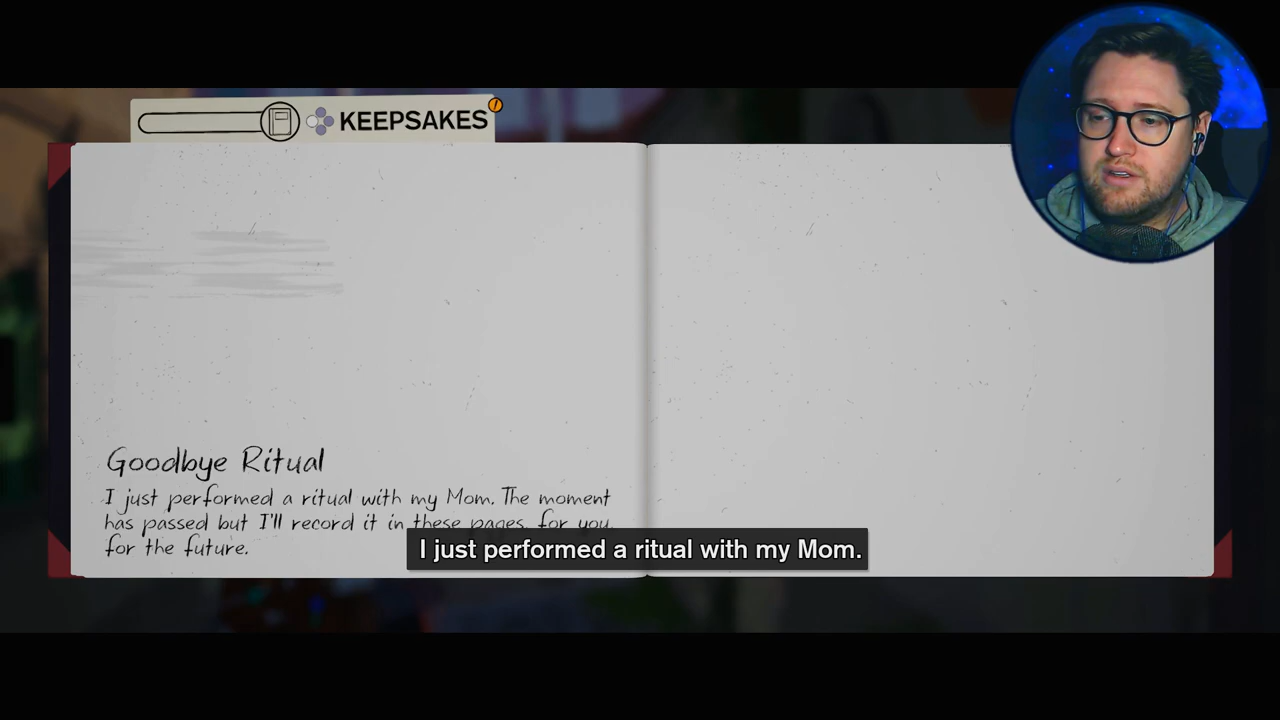 KEEPSAKES
Goodbye Ritual
I just performed a ritual with my Mom. The moment
has passed but I'll record it in these pages, for you,
for the future.
I just performed a ritual with my Mom.